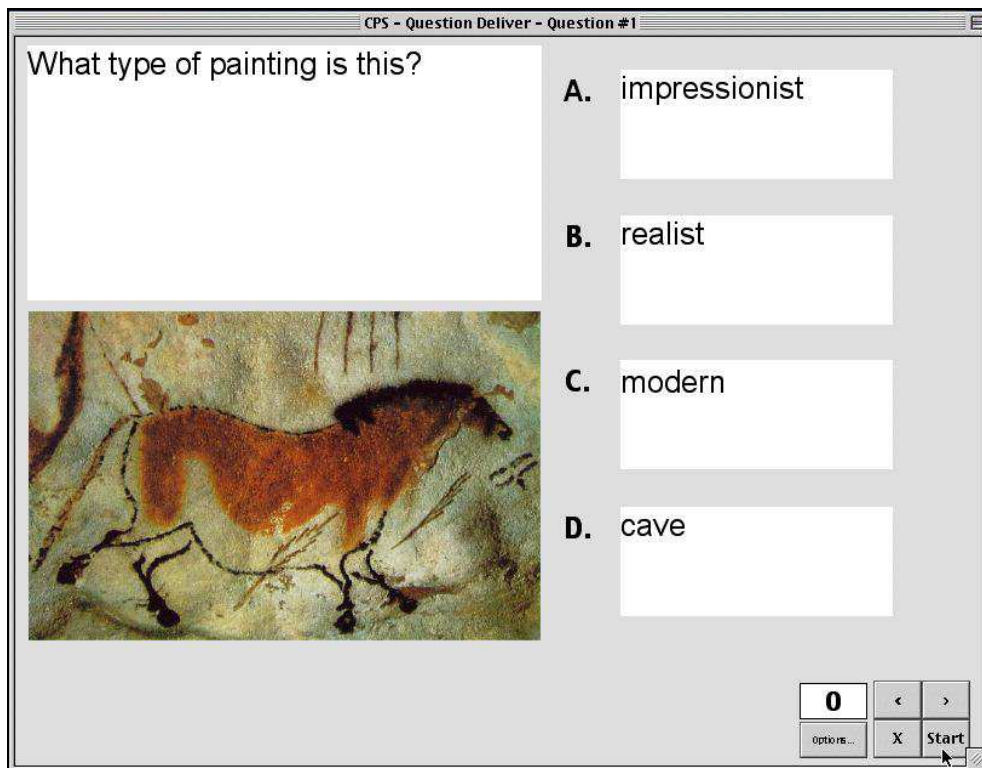 CPS - Question Deliver - Question #1
What type of painting is this?
A. impressionist
B. realist
C. modern
D. cave
0 ‹ ›
Options... X Start